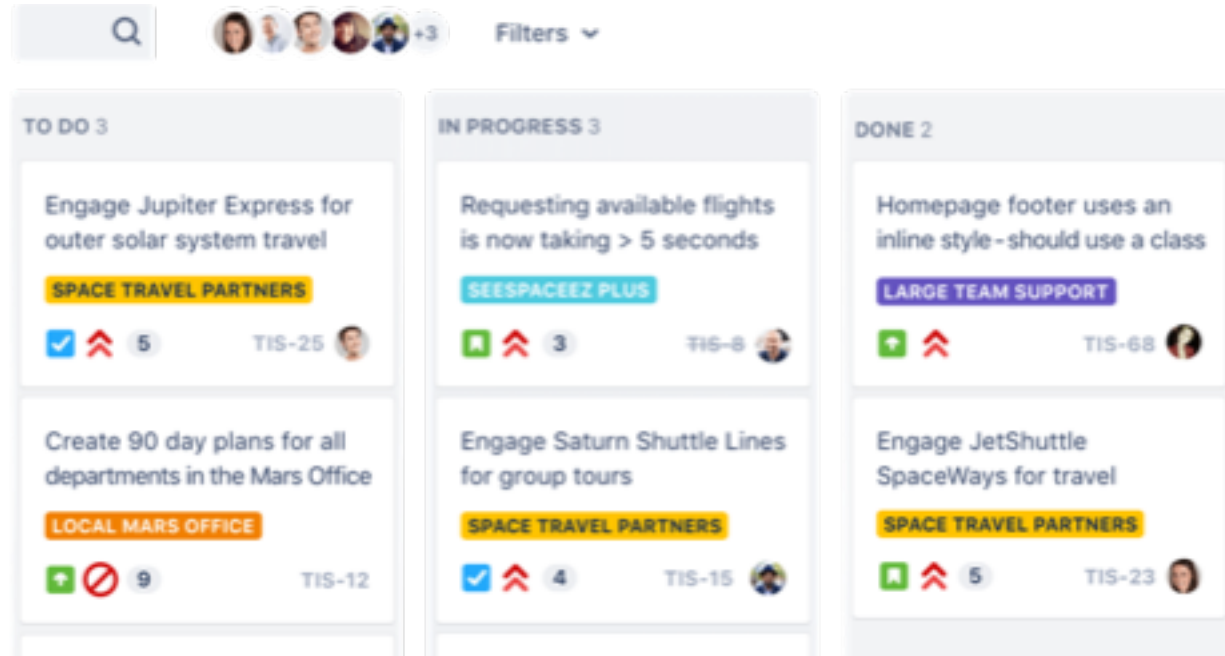 +3 Filters
TO DO 3
Engage Jupiter Express for
outer solar system travel
SPACE TRAVEL PARTNERS
5 TIS-25
Create 90 day plans for all
departments in the Mars Office
LOCAL MARS OFFICE
9 TIS-12
IN PROGRESS 3
Requesting available flights
is now taking > 5 seconds
SEESPACEEZ PLUS
3 TIS-8
Engage Saturn Shuttle Lines
for group tours
SPACE TRAVEL PARTNERS
4 TIS-15
DONE 2
Homepage footer uses an
inline style-should use a class
LARGE TEAM SUPPORT
TIS-68
Engage JetShuttle
SpaceWays for travel
SPACE TRAVEL PARTNERS
5 TIS-23